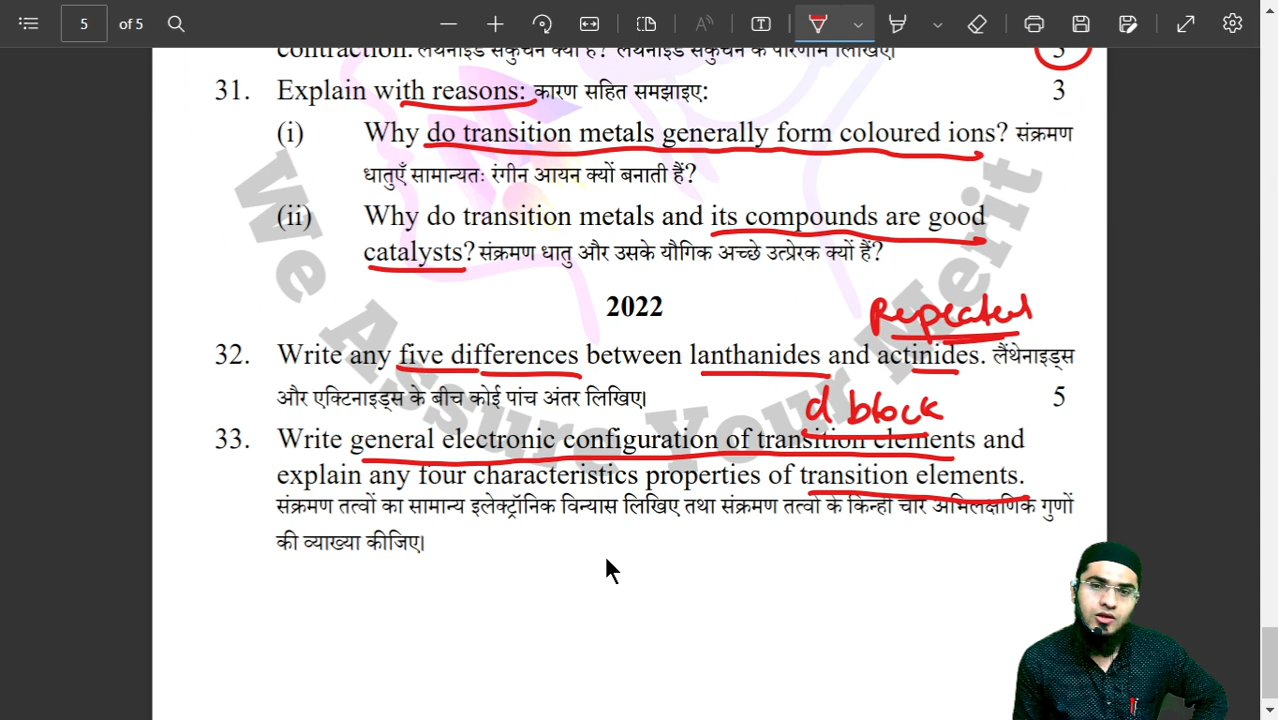 5 of 5
contraction. लैंथेनाइड संकुचन क्या है? लैंथेनाइड संकुचन के परिणाम लिखिए। 5
31. Explain with reasons: कारण सहित समझाइए: 3
(i) Why do transition metals generally form coloured ions? संक्रमण
धातुएँ सामान्यतः रंगीन आयन क्यों बनाती हैं?
(ii) Why do transition metals and its compounds are good
catalysts? संक्रमण धातु और उसके यौगिक अच्छे उत्प्रेरक क्यों हैं?
2022
Repeated
32. Write any five differences between lanthanides and actinides. लैंथेनाइड्स
और एक्टिनाइड्स के बीच कोई पांच अंतर लिखिए। 5
d block
33. Write general electronic configuration of transition elements and
explain any four characteristics properties of transition elements.
संक्रमण तत्वों का सामान्य इलेक्ट्रॉनिक विन्यास लिखिए तथा संक्रमण तत्वो के किन्ही चार अभिलक्षणिक गुणों
की व्याख्या कीजिए।
We Assure Your Merit